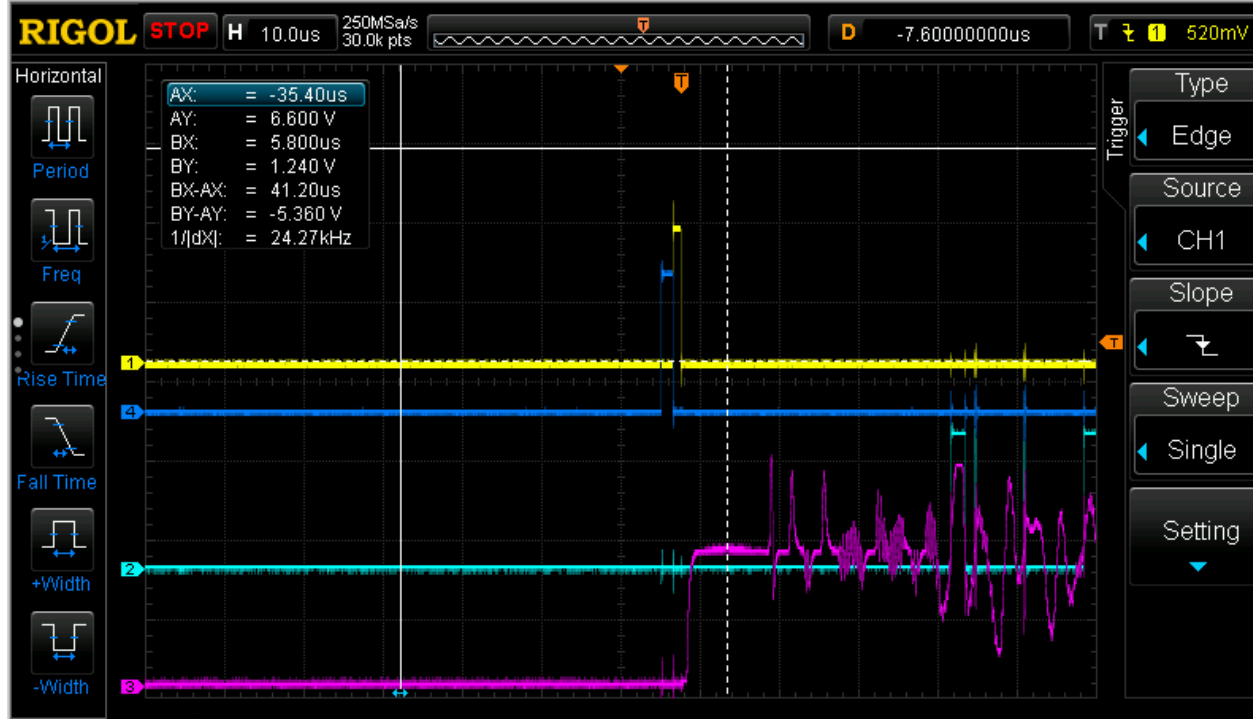 RIGOL STOP H 10.0us 250MSa/s 30.0k pts T D -7.60000000us T 1 520mV
Horizontal
Period
Freq
Rise Time
Fall Time
+Width
-Width
AX: = -35.40us
AY: = 6.600 V
BX: = 5.800us
BY: = 1.240 V
BX-AX: = 41.20us
BY-AY: = -5.360 V
1/|dX|: = 24.27kHz
T
1
4
2
3
T
Trigger
Type
Edge
Source
CH1
Slope
Sweep
Single
Setting